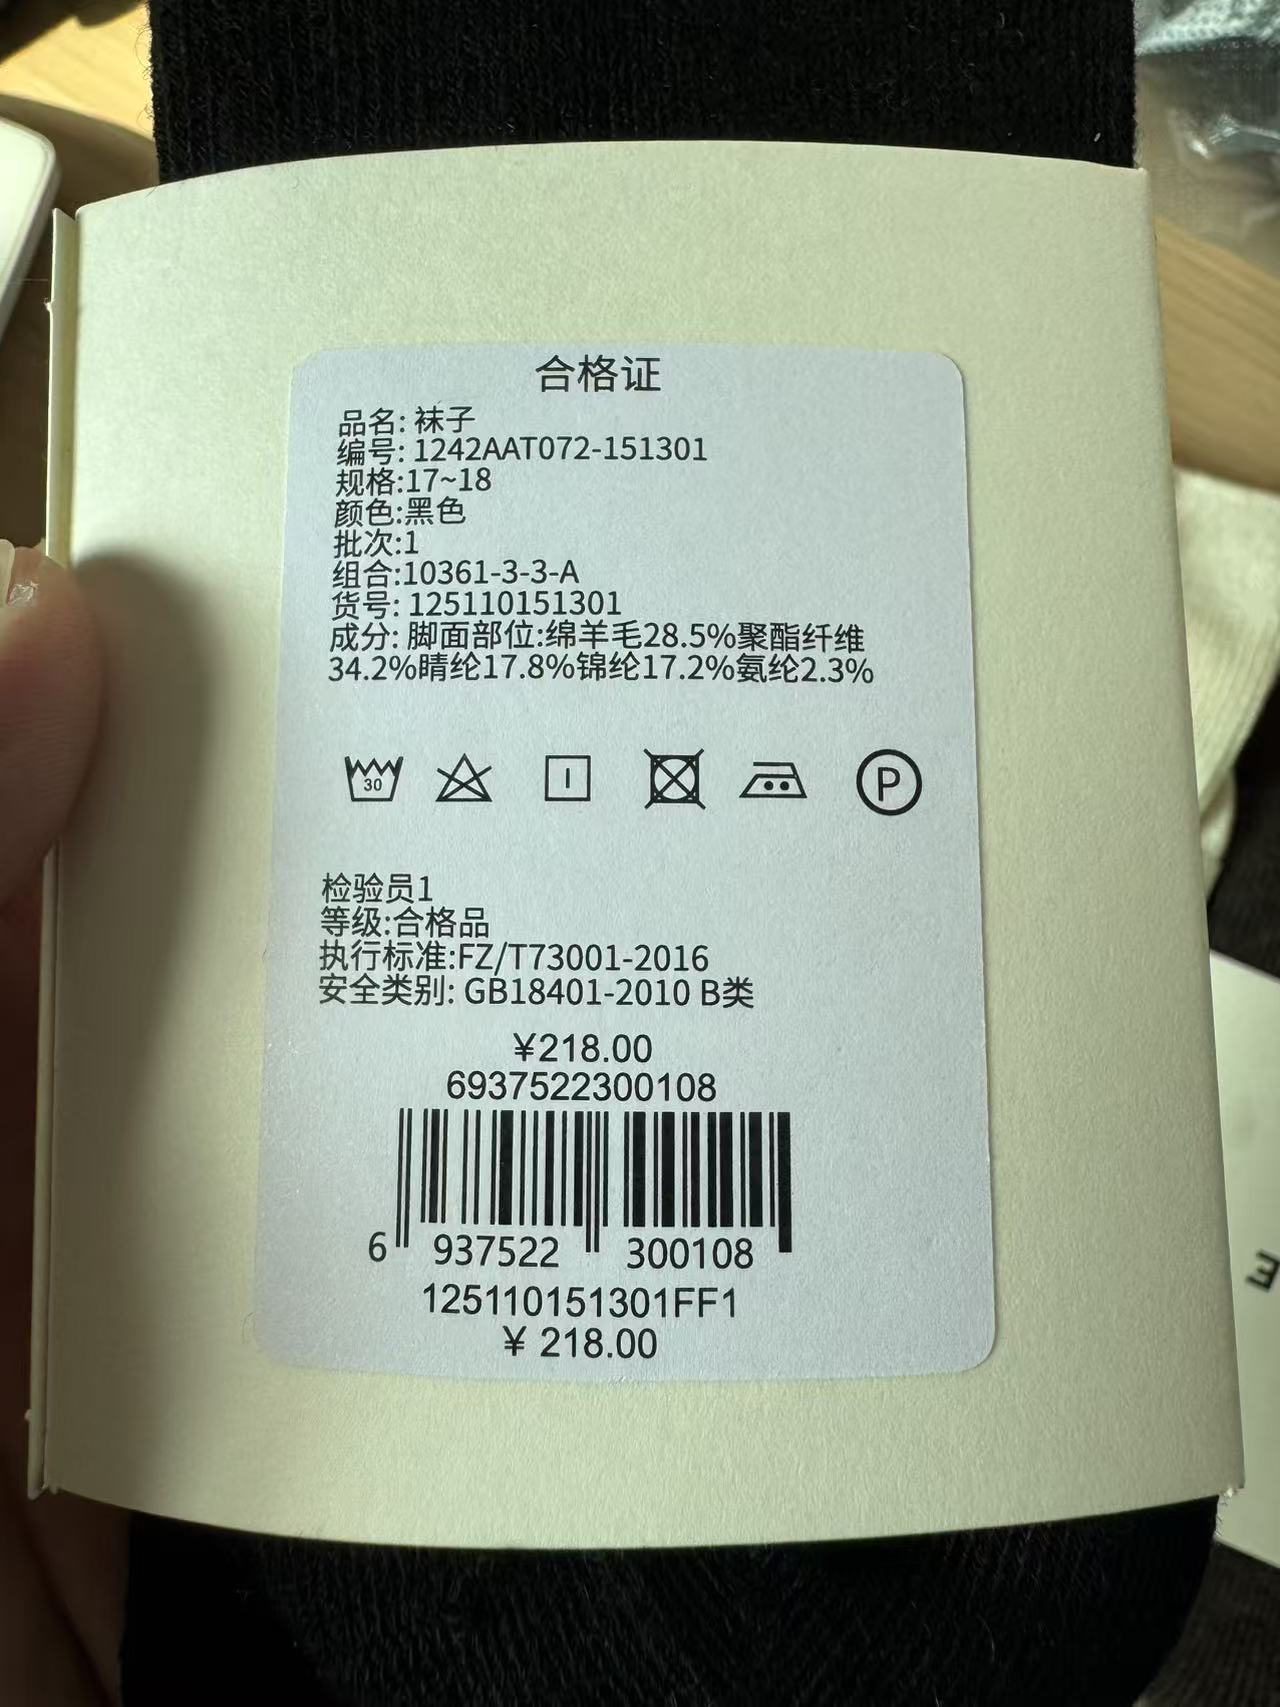 合格证
品名: 袜子
编号: 1242AAT072-151301
规格:17~18
颜色:黑色
批次:1
组合:10361-3-3-A
货号: 125110151301
成分: 脚面部位:绵羊毛28.5%聚酯纤维
34.2%睛纶17.8%锦纶17.2%氨纶2.3%
30
P
检验员1
等级:合格品
执行标准:FZ/T73001-2016
安全类别: GB18401-2010 B类
¥218.00
6937522300108
6 937522 300108
125110151301FF1
¥ 218.00